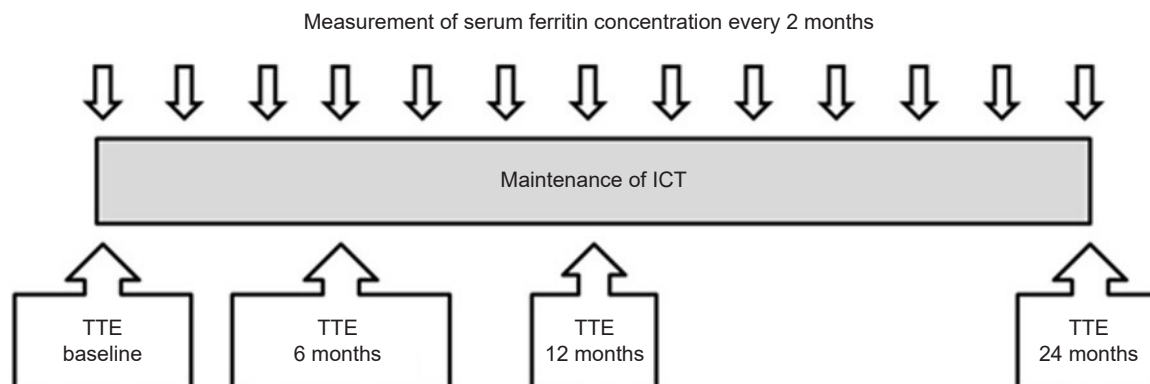 Measurement of serum ferritin concentration every 2 months
Maintenance of ICT
TTE
baseline
TTE
6 months
TTE
12 months
TTE
24 months